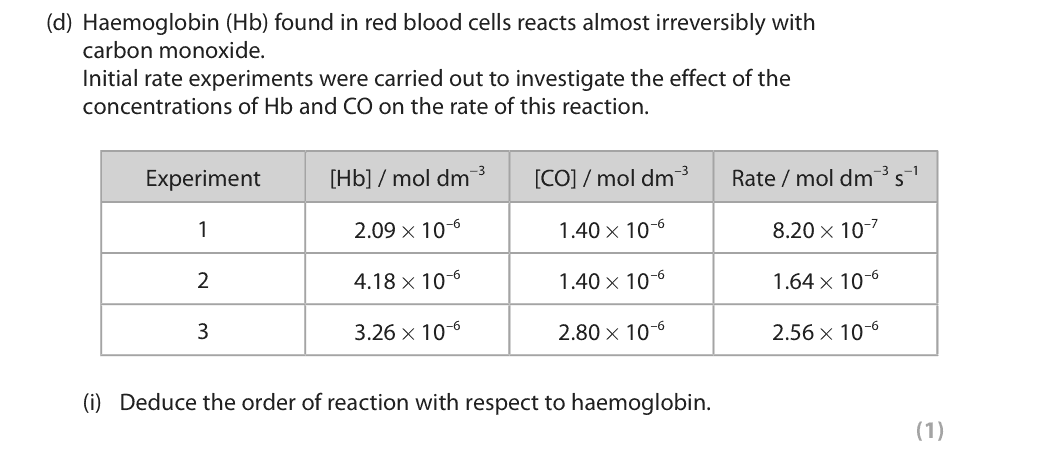 (d) Haemoglobin (Hb) found in red blood cells reacts almost irreversibly with
carbon monoxide.
Initial rate experiments were carried out to investigate the effect of the
concentrations of Hb and CO on the rate of this reaction.
Experiment [Hb] / mol dm⁻³ [CO] / mol dm⁻³ Rate / mol dm⁻³ s⁻¹
1 2.09 × 10⁻⁶ 1.40 × 10⁻⁶ 8.20 × 10⁻⁷
2 4.18 × 10⁻⁶ 1.40 × 10⁻⁶ 1.64 × 10⁻⁶
3 3.26 × 10⁻⁶ 2.80 × 10⁻⁶ 2.56 × 10⁻⁶
(i) Deduce the order of reaction with respect to haemoglobin.
(1)